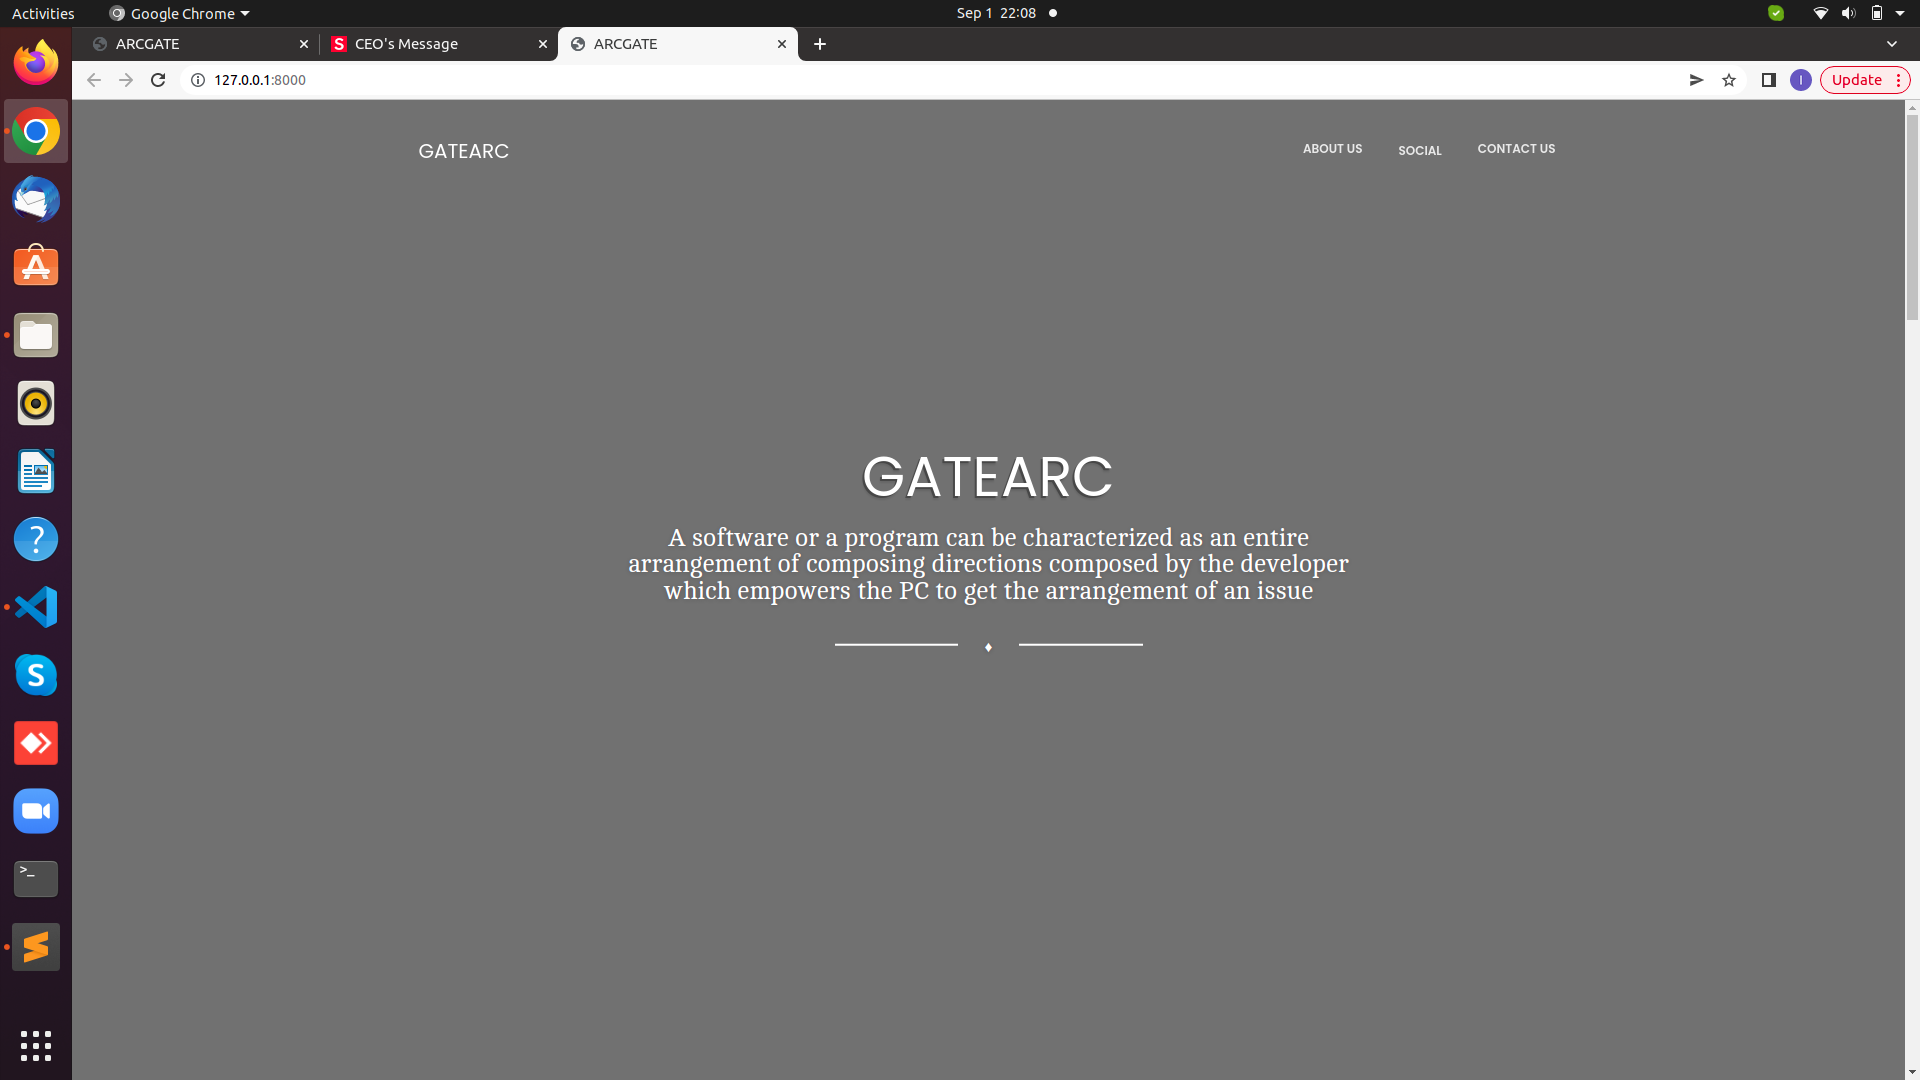 Activities
Google Chrome
Sep 1 22:08
ARCGATE
S CEO's Message
ARCGATE
127.0.0.1:8000
I
Update
GATEARC
ABOUT US
SOCIAL
CONTACT US
GATEARC
A software or a program can be characterized as an entire
arrangement of composing directions composed by the developer
which empowers the PC to get the arrangement of an issue
?
S
>_